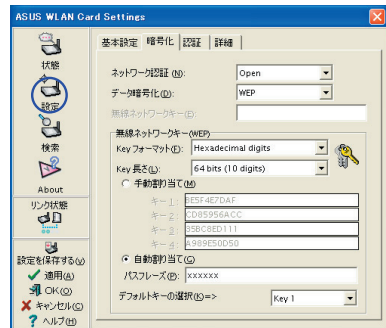 ASUS WLAN Card Settings
状態
設定
検索
About
リンク状態
設定を保存する(V)
適用(A)
OK(O)
キャンセル(C)
ヘルプ(H)
基本設定 暗号化 認証 詳細
ネットワーク認証 (N): Open
データ暗号化(D): WEP
無線ネットワークキー(E):
無線ネットワークキー(WEP)
Key フォーマット(F): Hexadecimal digits
Key 長さ(L): 64 bits (10 digits)
手動割り当て(M)
キー 1: 8E5F4E7DAF
キー 2: CD85956ACC
キー 3: 35BC8ED111
キー 4: A989E50D50
自動割り当て(G)
パスフレーズ(P): xxxxxx
デフォルトキーの選択(K)=> Key 1